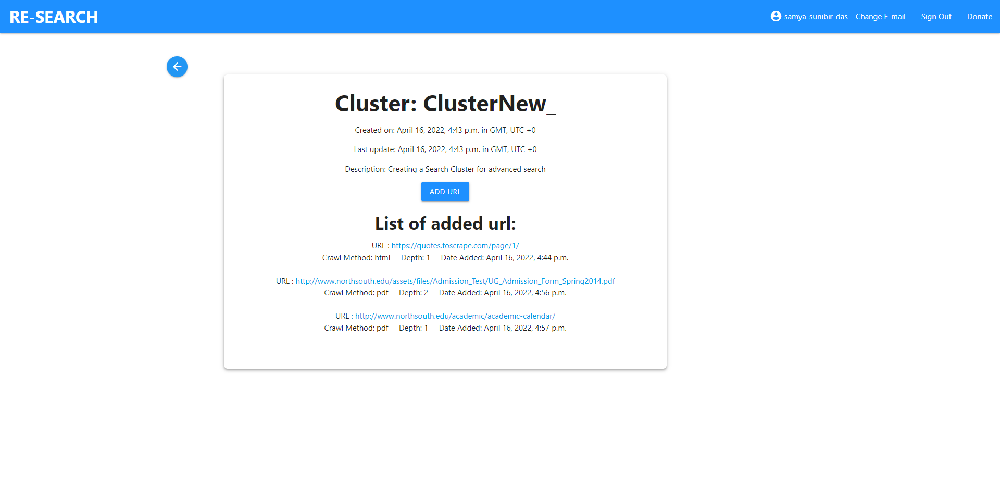 RE-SEARCH
samya_sunibir_das Change E-mail Sign Out Donate
Cluster: ClusterNew_
Created on: April 16, 2022, 4:43 p.m. in GMT, UTC +0
Last update: April 16, 2022, 4:43 p.m. in GMT, UTC +0
Description: Creating a Search Cluster for advanced search
ADD URL
List of added url:
URL : https://quotes.toscrape.com/page/1/
Crawl Method: html Depth: 1 Date Added: April 16, 2022, 4:44 p.m.
URL : http://www.northsouth.edu/assets/files/Admission_Test/UG_Admission_Form_Spring2014.pdf
Crawl Method: pdf Depth: 2 Date Added: April 16, 2022, 4:56 p.m.
URL : http://www.northsouth.edu/academic/academic-calendar/
Crawl Method: pdf Depth: 1 Date Added: April 16, 2022, 4:57 p.m.